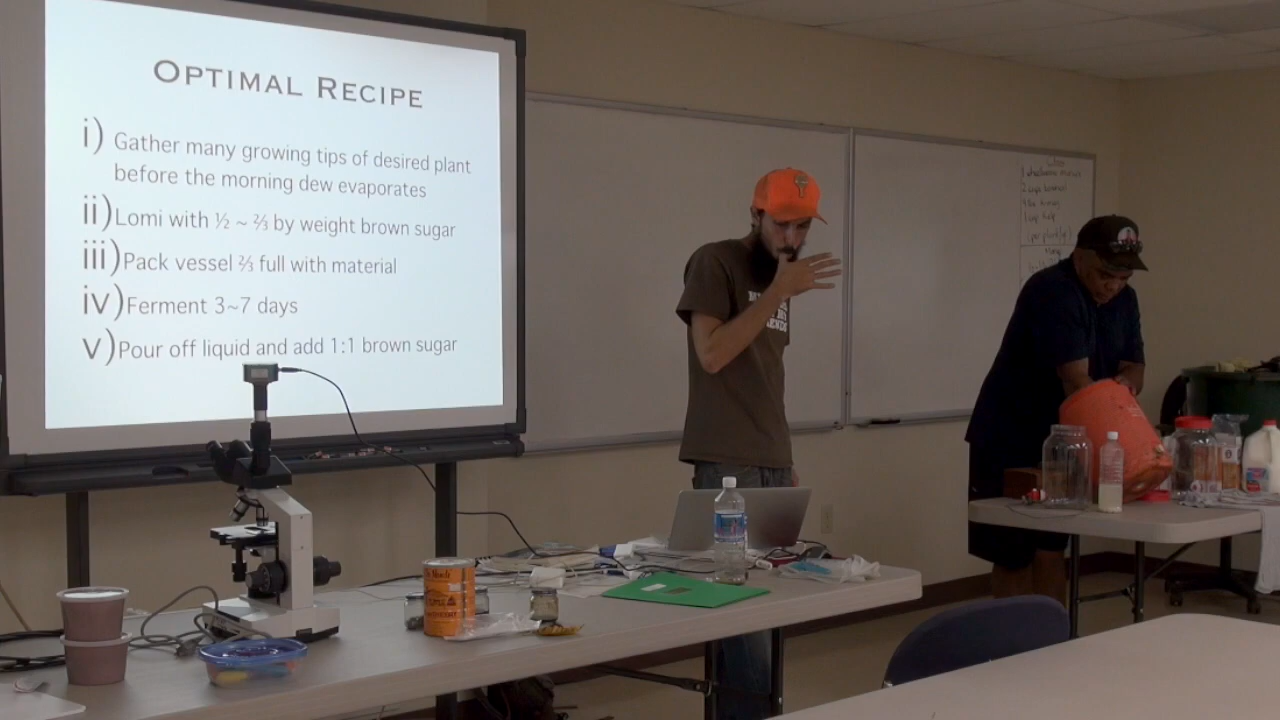 OPTIMAL RECIPE
i) Gather many growing tips of desired plant
before the morning dew evaporates
ii) Lomi with ½ ~ ⅔ by weight brown sugar
iii) Pack vessel ⅔ full with material
iv) Ferment 3~7 days
v) Pour off liquid and add 1:1 brown sugar